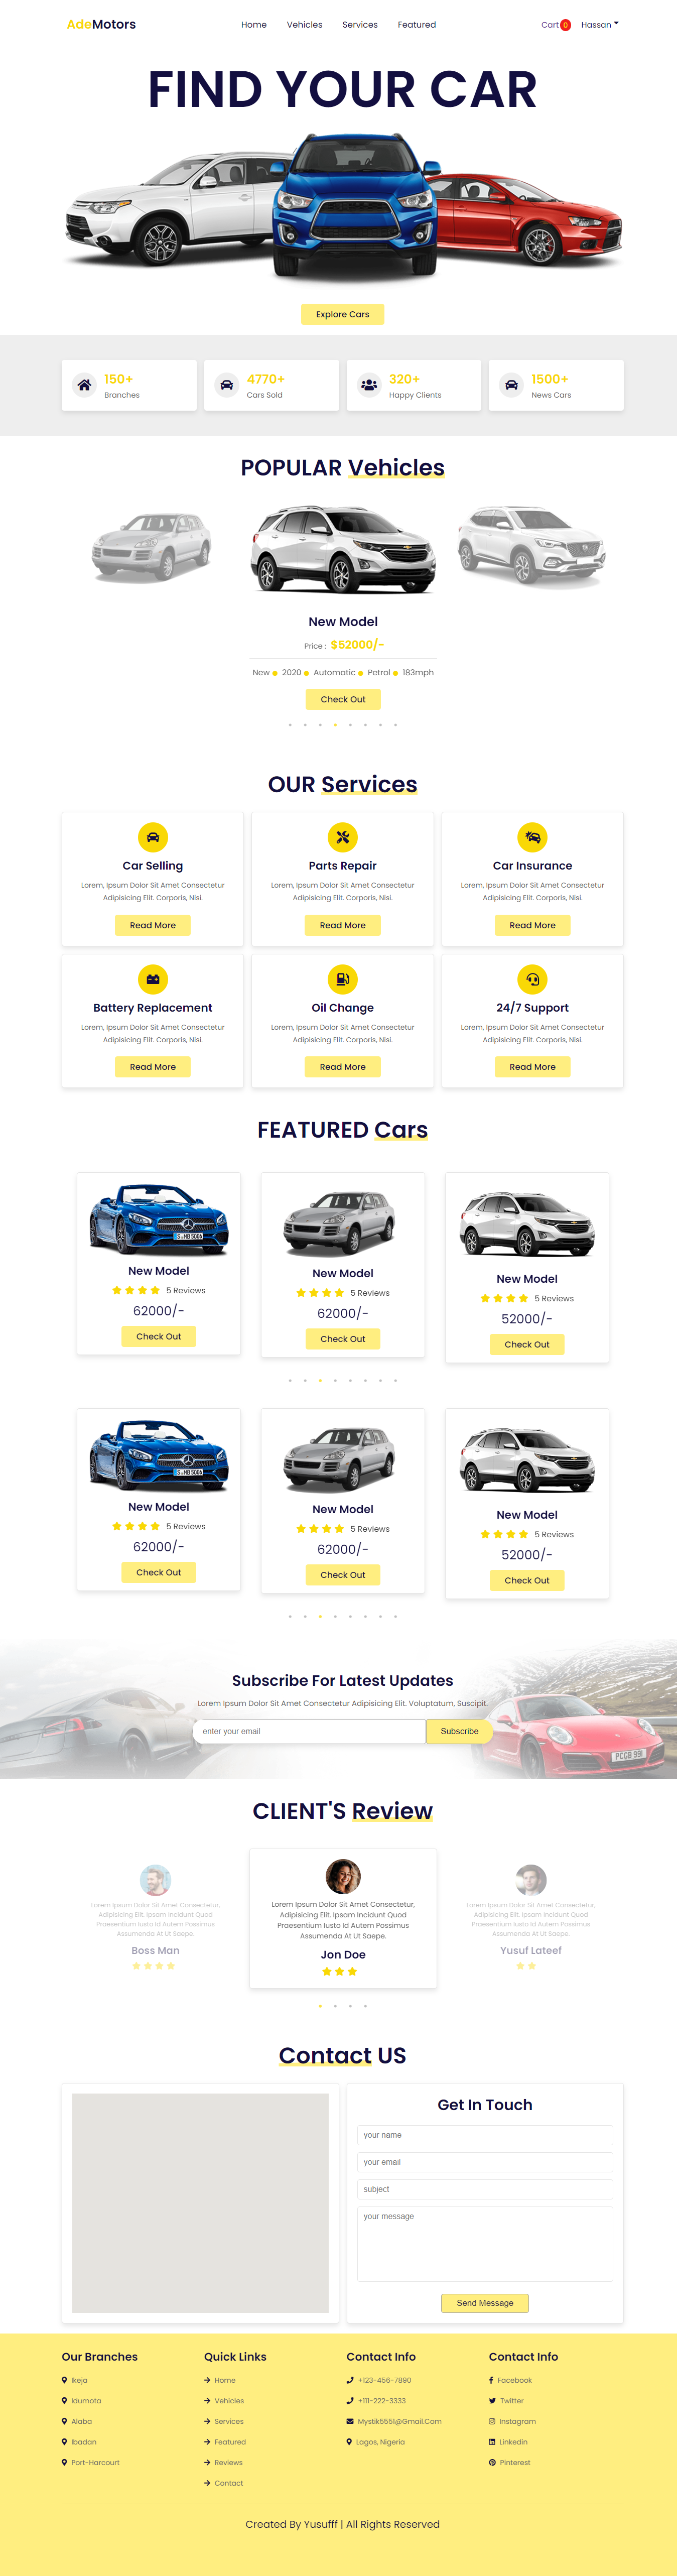 AdeMotors
Home Vehicles Services Featured
Cart 0 Hassan
FIND YOUR CAR
Explore Cars
150+
Branches
4770+
Cars Sold
320+
Happy Clients
1500+
News Cars
POPULAR Vehicles
New Model
Price : $52000/-
New 2020 Automatic Petrol 183mph
Check Out
OUR Services
Car Selling
Lorem, Ipsum Dolor Sit Amet Consectetur
Adipisicing Elit. Corporis, Nisi.
Read More
Parts Repair
Lorem, Ipsum Dolor Sit Amet Consectetur
Adipisicing Elit. Corporis, Nisi.
Read More
Car Insurance
Lorem, Ipsum Dolor Sit Amet Consectetur
Adipisicing Elit. Corporis, Nisi.
Read More
Battery Replacement
Lorem, Ipsum Dolor Sit Amet Consectetur
Adipisicing Elit. Corporis, Nisi.
Read More
Oil Change
Lorem, Ipsum Dolor Sit Amet Consectetur
Adipisicing Elit. Corporis, Nisi.
Read More
24/7 Support
Lorem, Ipsum Dolor Sit Amet Consectetur
Adipisicing Elit. Corporis, Nisi.
Read More
FEATURED Cars
S MB 5006
New Model
5 Reviews
62000/-
Check Out
New Model
5 Reviews
62000/-
Check Out
New Model
5 Reviews
52000/-
Check Out
S MB 5006
New Model
5 Reviews
62000/-
Check Out
New Model
5 Reviews
62000/-
Check Out
New Model
5 Reviews
52000/-
Check Out
Subscribe For Latest Updates
Lorem Ipsum Dolor Sit Amet Consectetur Adipisicing Elit. Voluptatum, Suscipit.
enter your email
Subscribe
PCGB 991
CLIENT'S Review
Lorem Ipsum Dolor Sit Amet Consectetur,
Adipisicing Elit. Ipsam Incidunt Quod
Praesentium Iusto Id Autem Possimus
Assumenda At Ut Saepe.
Boss Man
Lorem Ipsum Dolor Sit Amet Consectetur,
Adipisicing Elit. Ipsam Incidunt Quod
Praesentium Iusto Id Autem Possimus
Assumenda At Ut Saepe.
Jon Doe
Lorem Ipsum Dolor Sit Amet Consectetur,
Adipisicing Elit. Ipsam Incidunt Quod
Praesentium Iusto Id Autem Possimus
Assumenda At Ut Saepe.
Yusuf Lateef
Contact US
Get In Touch
your name
your email
subject
your message
Send Message
Our Branches
Ikeja
Idumota
Alaba
Ibadan
Port-Harcourt
Quick Links
Home
Vehicles
Services
Featured
Reviews
Contact
Contact Info
+123-456-7890
+111-222-3333
Mystik5551@Gmail.Com
Lagos, Nigeria
Contact Info
Facebook
Twitter
Instagram
Linkedin
Pinterest
Created By Yusufff | All Rights Reserved